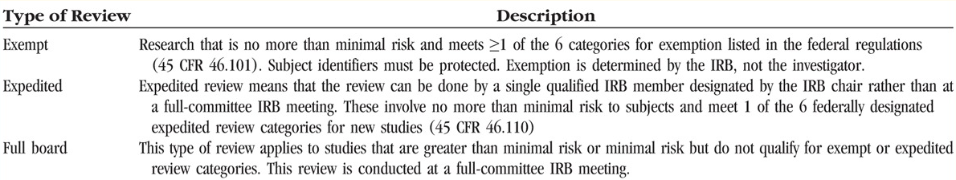 Type of Review Description
Exempt Research that is no more than minimal risk and meets ≥1 of the 6 categories for exemption listed in the federal regulations
(45 CFR 46.101). Subject identifiers must be protected. Exemption is determined by the IRB, not the investigator.
Expedited Expedited review means that the review can be done by a single qualified IRB member designated by the IRB chair rather than at
a full-committee IRB meeting. These involve no more than minimal risk to subjects and meet 1 of the 6 federally designated
expedited review categories for new studies (45 CFR 46.110)
Full board This type of review applies to studies that are greater than minimal risk or minimal risk but do not qualify for exempt or expedited
review categories. This review is conducted at a full-committee IRB meeting.